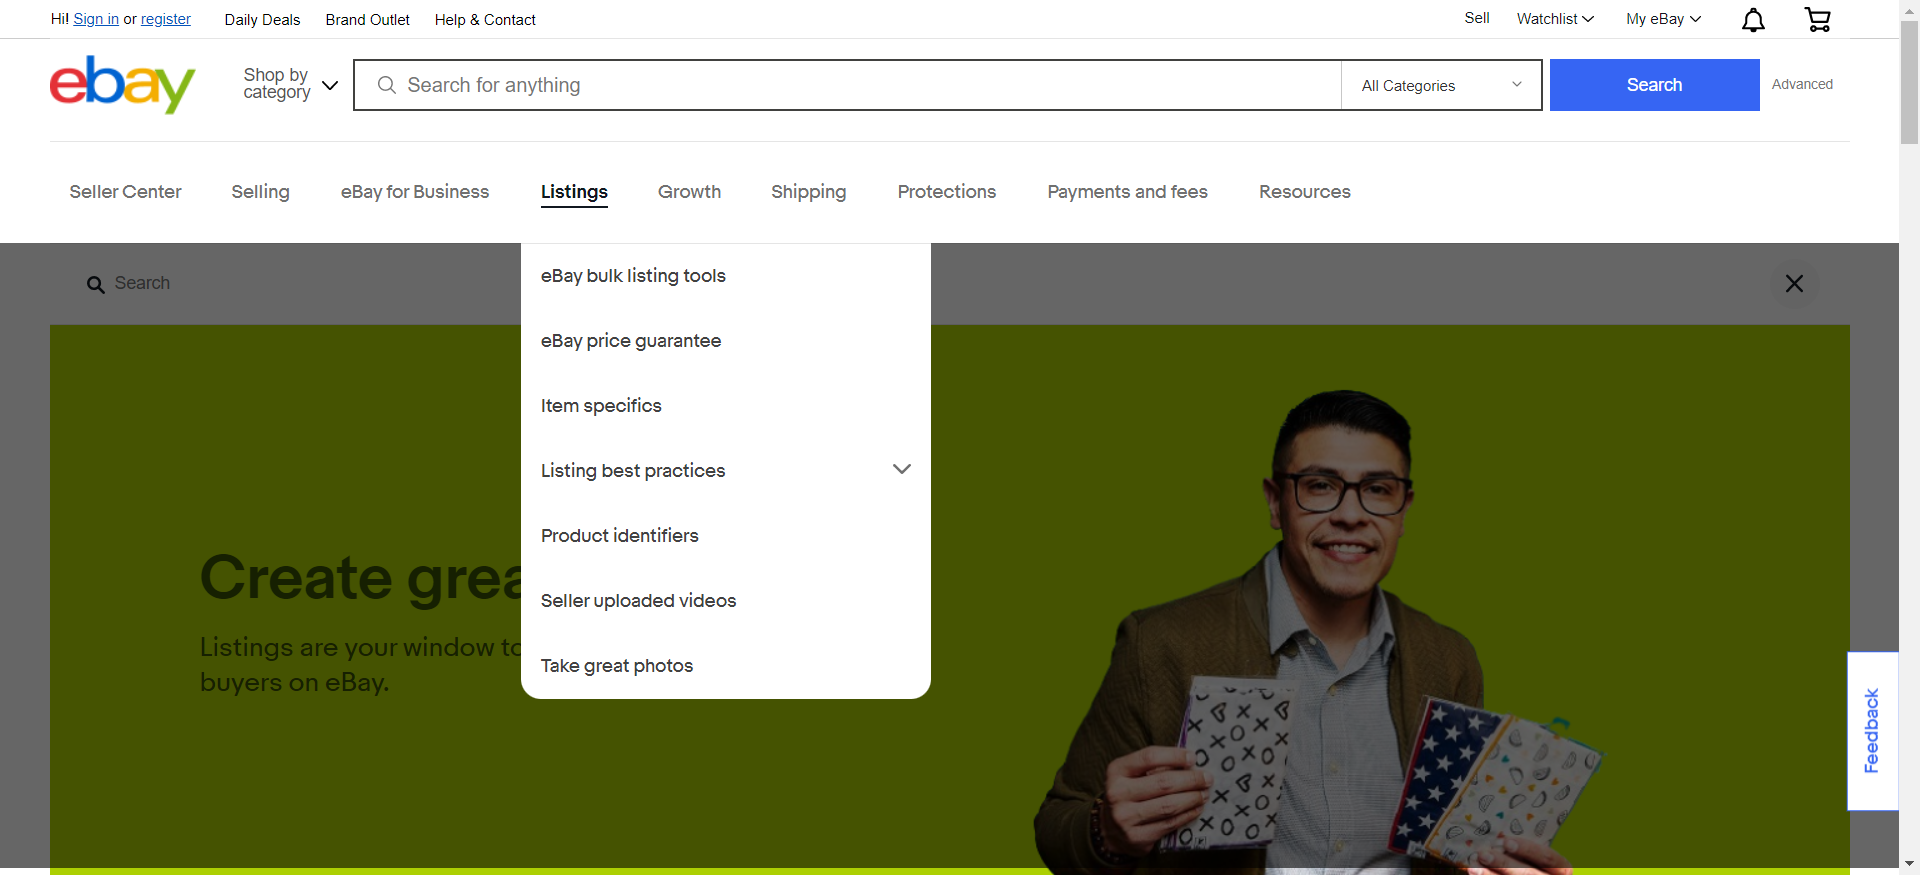 Hi! Sign in or register Daily Deals Brand Outlet Help & Contact Sell Watchlist My eBay
ebay
Shop by
category
Search for anything
All Categories
Search
Advanced
Seller Center Selling eBay for Business Listings Growth Shipping Protections Payments and fees Resources
Search
eBay bulk listing tools
eBay price guarantee
Item specifics
Listing best practices
Product identifiers
Seller uploaded videos
Take great photos
Create grea
Listings are your window to
buyers on eBay.
Feedback